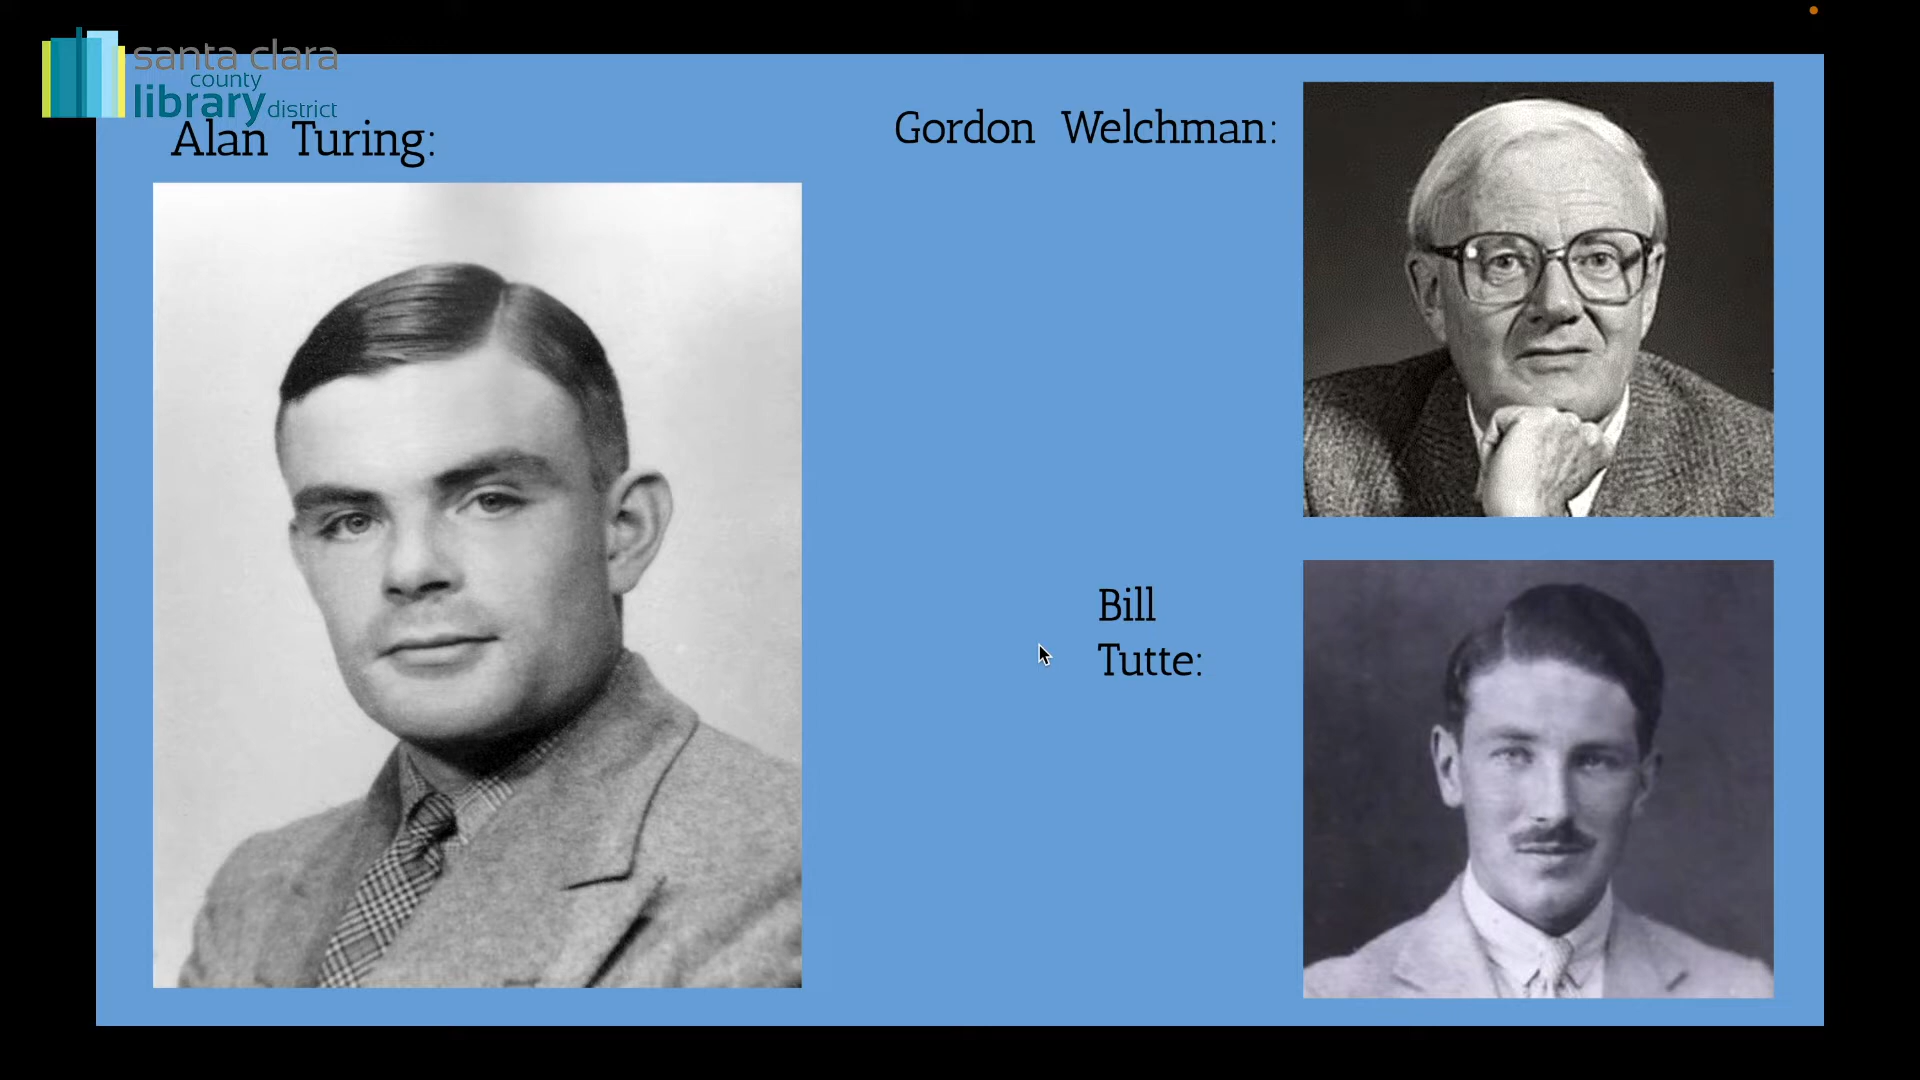 santa clara
county
library district
Alan Turing:
Gordon Welchman:
Bill
Tutte: